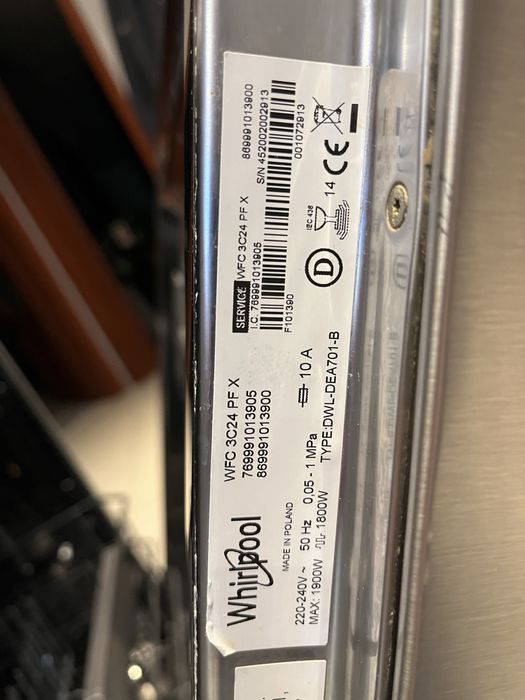 Whirlpool
MADE IN POLAND
WFC 3C24 PF X
769991013905
869991013900
220-240V ~ 50 Hz 0,05 - 1 MPa
MAX: 1900W 1800W TYPE:DWL-DEA701-B
10 A
SERVICE WFC 3C24 PF X 869991013900
I.C. 769991013905 S/N 452002002913
F101390 001072913
D
IEC 436
14
CE